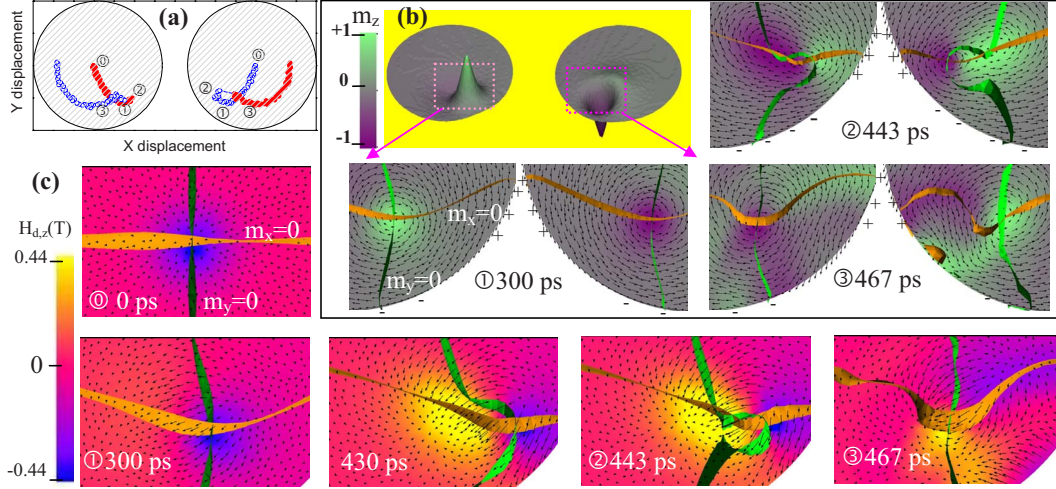 (a)
Y displacement
X displacement
⓪
②
①
③
⓪
②
①
③
(b)
m_z
+1
0
-1
m_x=0
m_y=0
①300 ps
②443 ps
③467 ps
(c)
H_d,z(T)
0.44
0
-0.44
m_x=0
m_y=0
⓪ 0 ps
①300 ps
430 ps
②443 ps
③467 ps